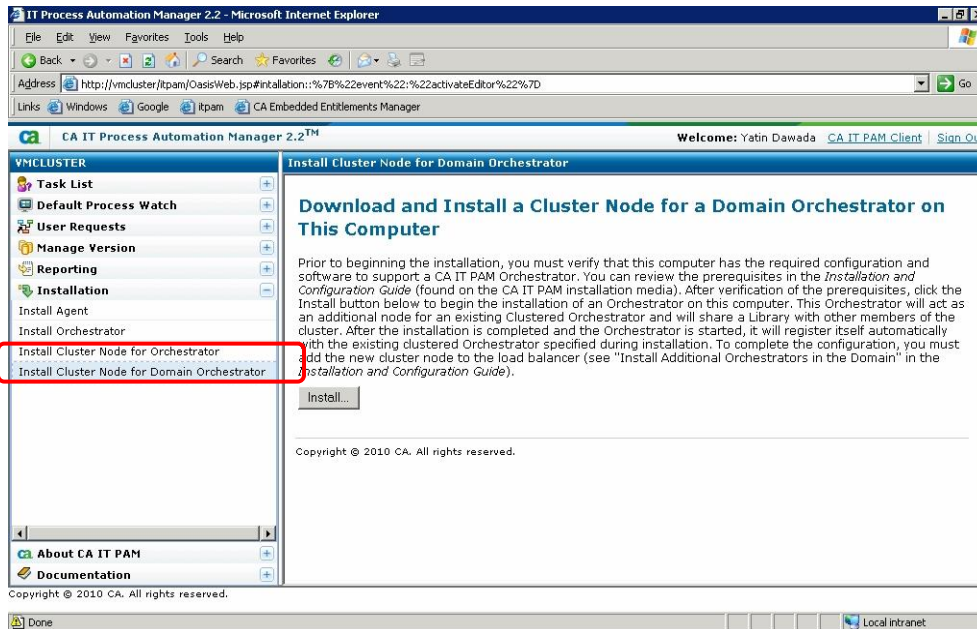 IT Process Automation Manager 2.2 - Microsoft Internet Explorer
File Edit View Favorites Tools Help
Back Search Favorites
Address http://vmcluster/itpam/OasisWeb.jsp#intallation::%7B%22event%22:%22activateEditor%22%7D Go
Links Windows Google itpam CA Embedded Entitlements Manager
ca CA IT Process Automation Manager 2.2TM Welcome: Yatin Dawada CA IT PAM Client Sign Ou
VMCLUSTER
Task List
Default Process Watch
User Requests
Manage Version
Reporting
Installation
Install Agent
Install Orchestrator
Install Cluster Node for Orchestrator
Install Cluster Node for Domain Orchestrator
ca About CA IT PAM
Documentation
Install Cluster Node for Domain Orchestrator
Download and Install a Cluster Node for a Domain Orchestrator on
This Computer
Prior to beginning the installation, you must verify that this computer has the required configuration and
software to support a CA IT PAM Orchestrator. You can review the prerequisites in the Installation and
Configuration Guide (found on the CA IT PAM installation media). After verification of the prerequisites, click the
Install button below to begin the installation of an Orchestrator on this computer. This Orchestrator will act as
an additional node for an existing Clustered Orchestrator and will share a Library with other members of the
cluster. After the installation is completed and the Orchestrator is started, it will register itself automatically
with the existing clustered Orchestrator specified during installation. To complete the configuration, you must
add the new cluster node to the load balancer (see "Install Additional Orchestrators in the Domain" in the
Installation and Configuration Guide).
Install...
Copyright © 2010 CA. All rights reserved.
Copyright © 2010 CA. All rights reserved.
Done Local intranet